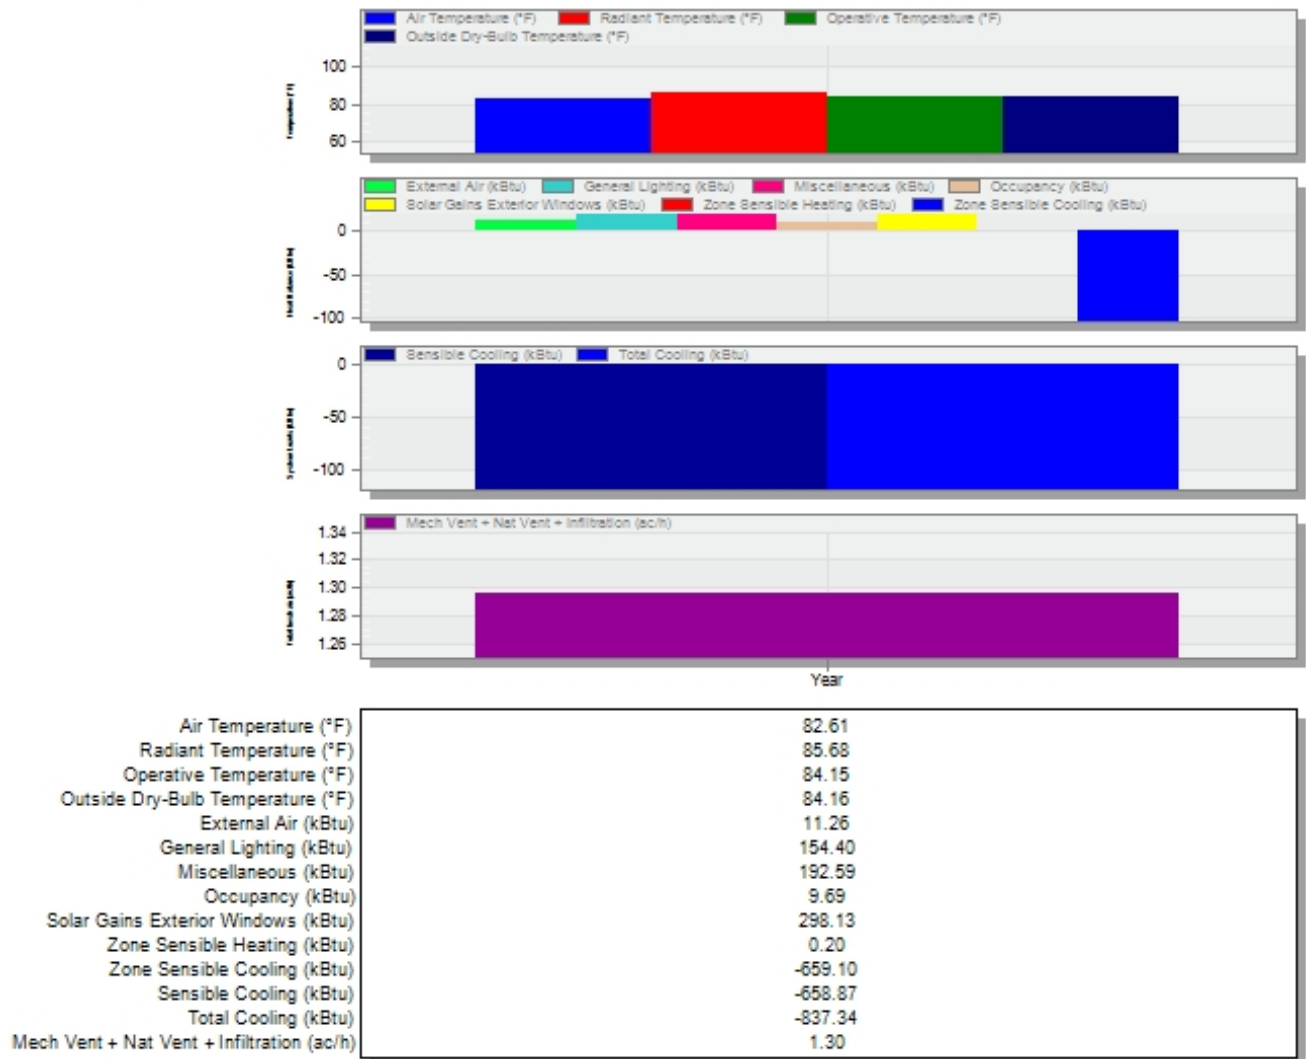 Air Temperature (°F) Radiant Temperature (°F) Operative Temperature (°F)
Outside Dry-Bulb Temperature (°F)
100
80
60
External Air (kBtu) General Lighting (kBtu) Miscellaneous (kBtu) Occupancy (kBtu)
Solar Gains Exterior Windows (kBtu) Zone Sensible Heating (kBtu) Zone Sensible Cooling (kBtu)
0
-50
-100
Sensible Cooling (kBtu) Total Cooling (kBtu)
0
-50
-100
Mech Vent + Nat Vent + Infiltration (ac/h)
1.34
1.32
1.30
1.28
1.26
Year
Air Temperature (°F) 82.61
Radiant Temperature (°F) 85.68
Operative Temperature (°F) 84.15
Outside Dry-Bulb Temperature (°F) 84.16
External Air (kBtu) 11.26
General Lighting (kBtu) 154.40
Miscellaneous (kBtu) 192.59
Occupancy (kBtu) 9.69
Solar Gains Exterior Windows (kBtu) 298.13
Zone Sensible Heating (kBtu) 0.20
Zone Sensible Cooling (kBtu) -659.10
Sensible Cooling (kBtu) -658.87
Total Cooling (kBtu) -837.34
Mech Vent + Nat Vent + Infiltration (ac/h) 1.30